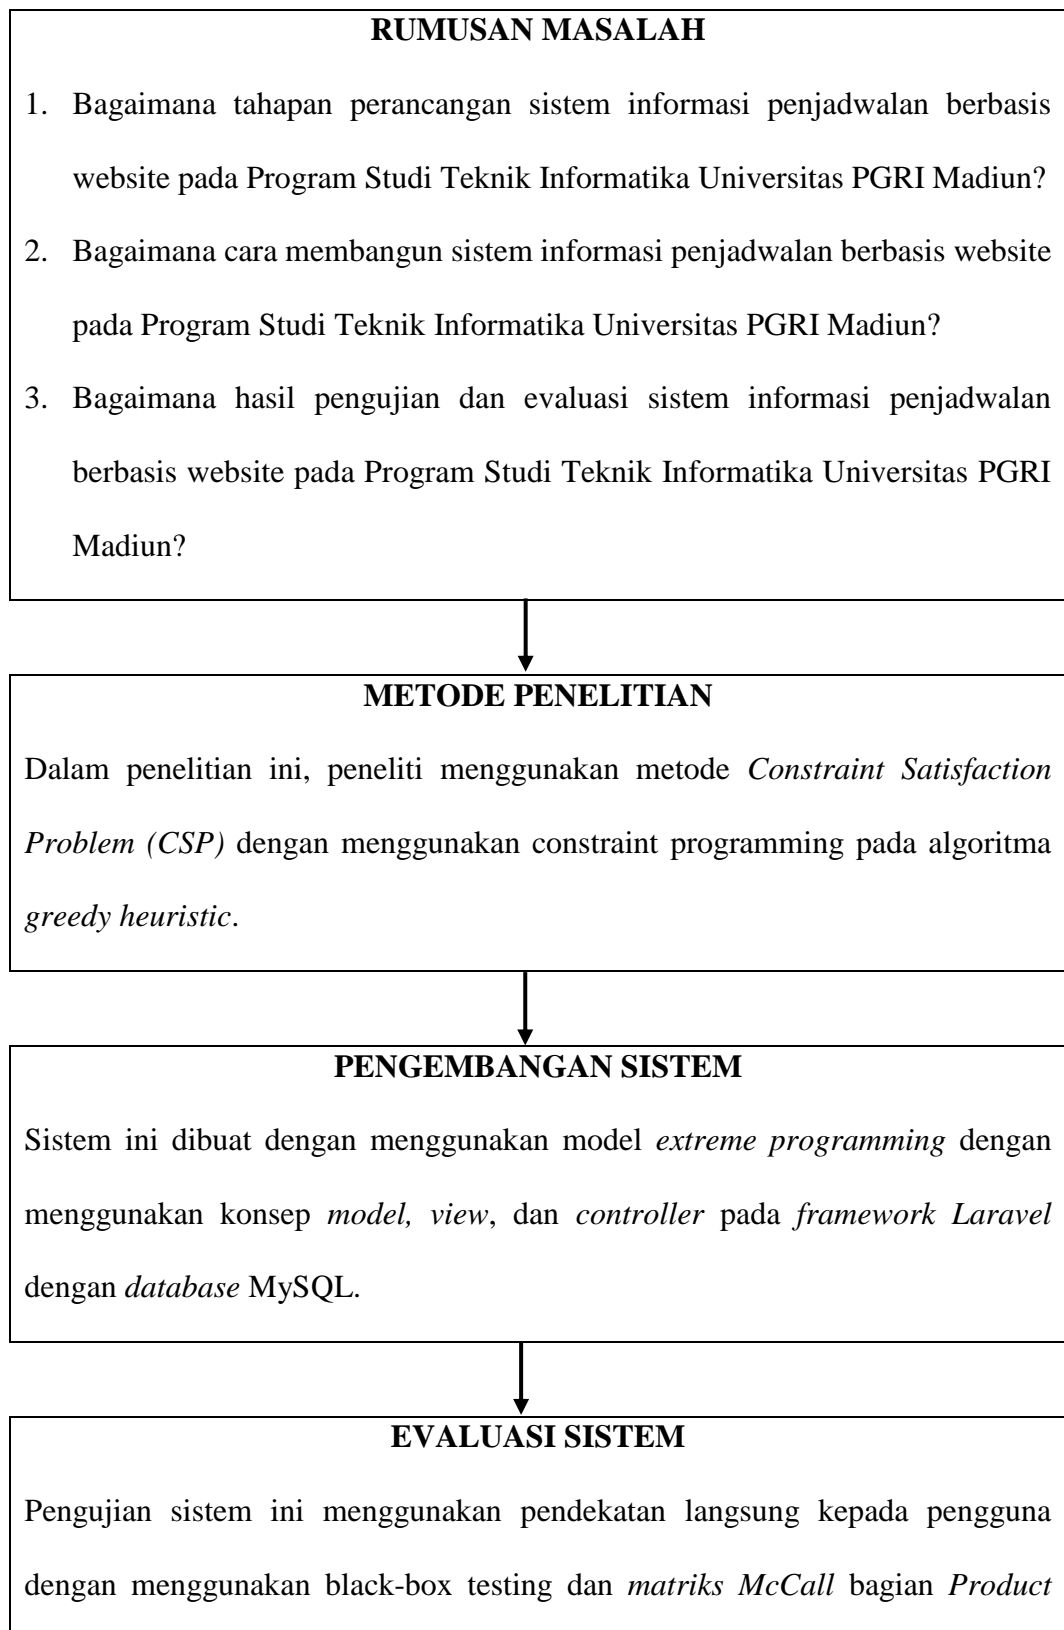 RUMUSAN MASALAH
1. Bagaimana tahapan perancangan sistem informasi penjadwalan berbasis
website pada Program Studi Teknik Informatika Universitas PGRI Madiun?
2. Bagaimana cara membangun sistem informasi penjadwalan berbasis website
pada Program Studi Teknik Informatika Universitas PGRI Madiun?
3. Bagaimana hasil pengujian dan evaluasi sistem informasi penjadwalan
berbasis website pada Program Studi Teknik Informatika Universitas PGRI
Madiun?
METODE PENELITIAN
Dalam penelitian ini, peneliti menggunakan metode Constraint Satisfaction
Problem (CSP) dengan menggunakan constraint programming pada algoritma
greedy heuristic.
PENGEMBANGAN SISTEM
Sistem ini dibuat dengan menggunakan model extreme programming dengan
menggunakan konsep model, view, dan controller pada framework Laravel
dengan database MySQL.
EVALUASI SISTEM
Pengujian sistem ini menggunakan pendekatan langsung kepada pengguna
dengan menggunakan black-box testing dan matriks McCall bagian Product